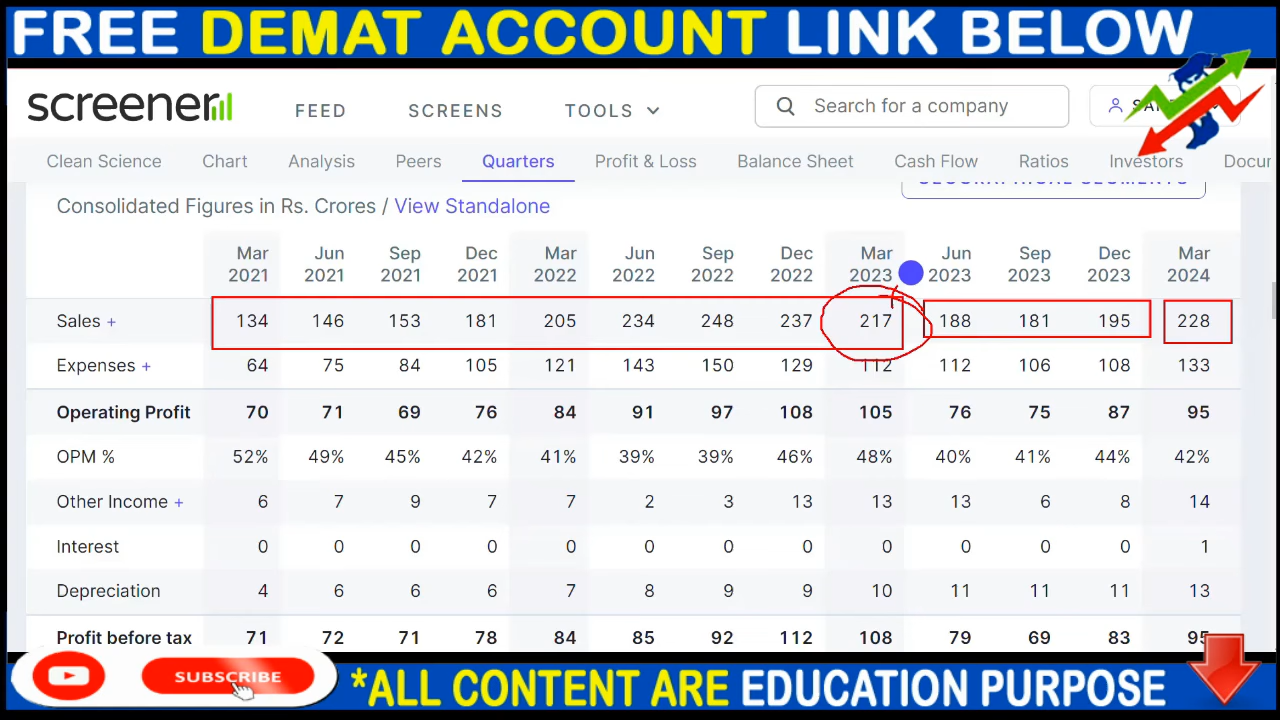 FREE DEMAT ACCOUNT LINK BELOW
screener
FEED SCREENS TOOLS Search for a company
Clean Science Chart Analysis Peers Quarters Profit & Loss Balance Sheet Cash Flow Ratios Investors
Consolidated Figures in Rs. Crores / View Standalone
Mar 2021 Jun 2021 Sep 2021 Dec 2021 Mar 2022 Jun 2022 Sep 2022 Dec 2022 Mar 2023 Jun 2023 Sep 2023 Dec 2023 Mar 2024
Sales + 134 146 153 181 205 234 248 237 217 188 181 195 228
Expenses + 64 75 84 105 121 143 150 129 112 112 106 108 133
Operating Profit 70 71 69 76 84 91 97 108 105 76 75 87 95
OPM % 52% 49% 45% 42% 41% 39% 39% 46% 48% 40% 41% 44% 42%
Other Income + 6 7 9 7 7 2 3 13 13 13 6 8 14
Interest 0 0 0 0 0 0 0 0 0 0 0 0 1
Depreciation 4 6 6 6 7 8 9 9 10 11 11 11 13
Profit before tax 71 72 71 78 84 85 92 112 108 79 69 83 95
SUBSCRIBE
*ALL CONTENT ARE EDUCATION PURPOSE